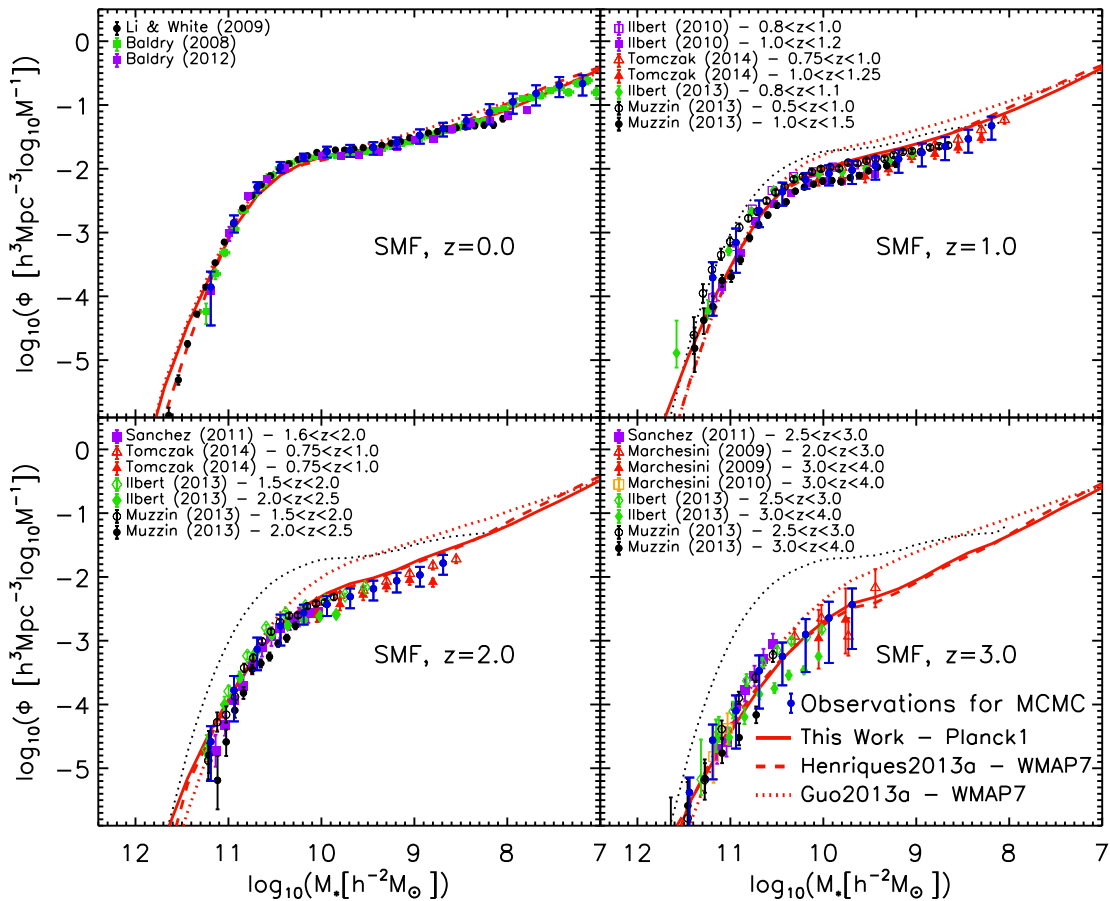 Li & White (2009)
Baldry (2008)
Baldry (2012)
SMF, z=0.0
Ilbert (2010) - 0.8<z<1.0
Ilbert (2010) - 1.0<z<1.2
Tomczak (2014) - 0.75<z<1.0
Tomczak (2014) - 1.0<z<1.25
Ilbert (2013) - 0.8<z<1.1
Muzzin (2013) - 0.5<z<1.0
Muzzin (2013) - 1.0<z<1.5
SMF, z=1.0
0
-1
-2
-3
-4
-5
log₁₀(Φ [h³Mpc⁻³log₁₀M⁻¹])
Sanchez (2011) - 1.6<z<2.0
Tomczak (2014) - 0.75<z<1.0
Tomczak (2014) - 0.75<z<1.0
Ilbert (2013) - 1.5<z<2.0
Ilbert (2013) - 2.0<z<2.5
Muzzin (2013) - 1.5<z<2.0
Muzzin (2013) - 2.0<z<2.5
SMF, z=2.0
Sanchez (2011) - 2.5<z<3.0
Marchesini (2009) - 2.0<z<3.0
Marchesini (2009) - 3.0<z<4.0
Marchesini (2010) - 3.0<z<4.0
Ilbert (2013) - 2.5<z<3.0
Ilbert (2013) - 3.0<z<4.0
Muzzin (2013) - 2.5<z<3.0
Muzzin (2013) - 3.0<z<4.0
SMF, z=3.0
Observations for MCMC
This Work - Planck1
Henriques2013a - WMAP7
Guo2013a - WMAP7
0
-1
-2
-3
-4
-5
log₁₀(Φ [h³Mpc⁻³log₁₀M⁻¹])
12 11 10 9 8 7
12 11 10 9 8 7
log₁₀(M⁎[h⁻²M⊙])
log₁₀(M⁎[h⁻²M⊙])